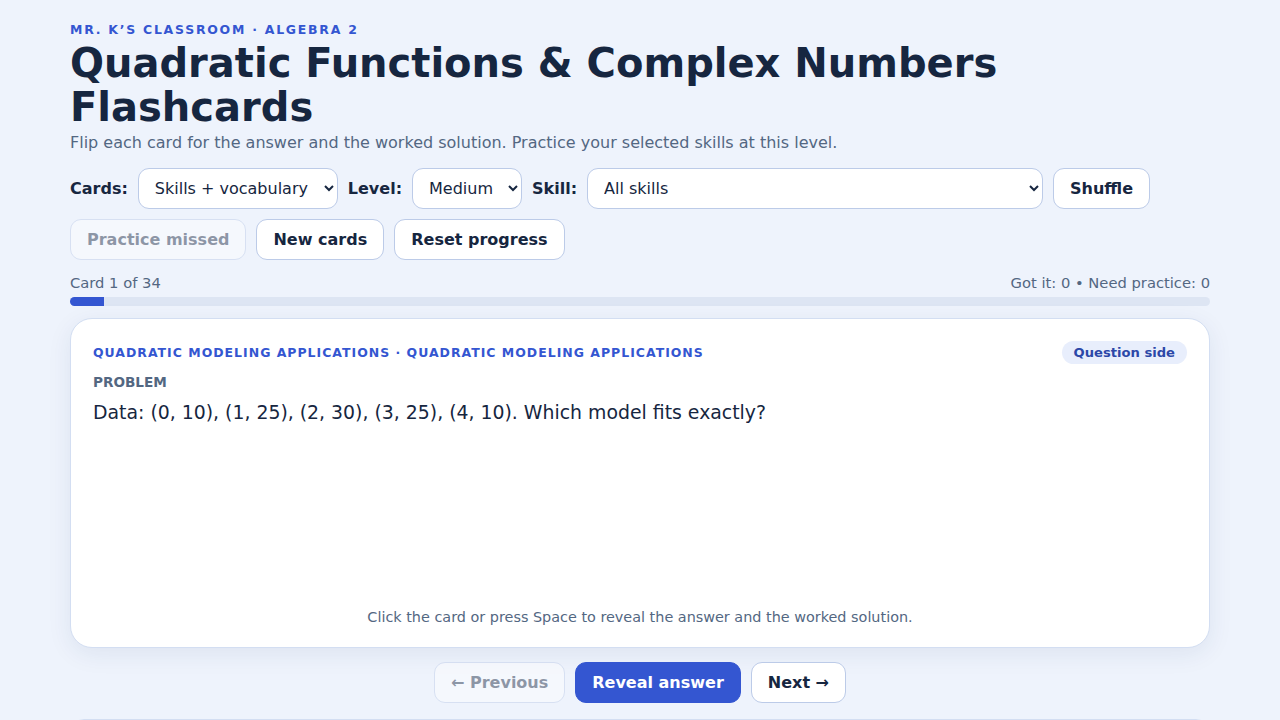 MR. K’S CLASSROOM · ALGEBRA 2
Quadratic Functions & Complex Numbers
Flashcards
Flip each card for the answer and the worked solution. Practice your selected skills at this level.
Cards: Skills + vocabulary Level: Medium Skill: All skills Shuffle
Practice missed New cards Reset progress
Card 1 of 34 Got it: 0 • Need practice: 0
QUADRATIC MODELING APPLICATIONS · QUADRATIC MODELING APPLICATIONS Question side
PROBLEM
Data: (0, 10), (1, 25), (2, 30), (3, 25), (4, 10). Which model fits exactly?
Click the card or press Space to reveal the answer and the worked solution.
← Previous Reveal answer Next →